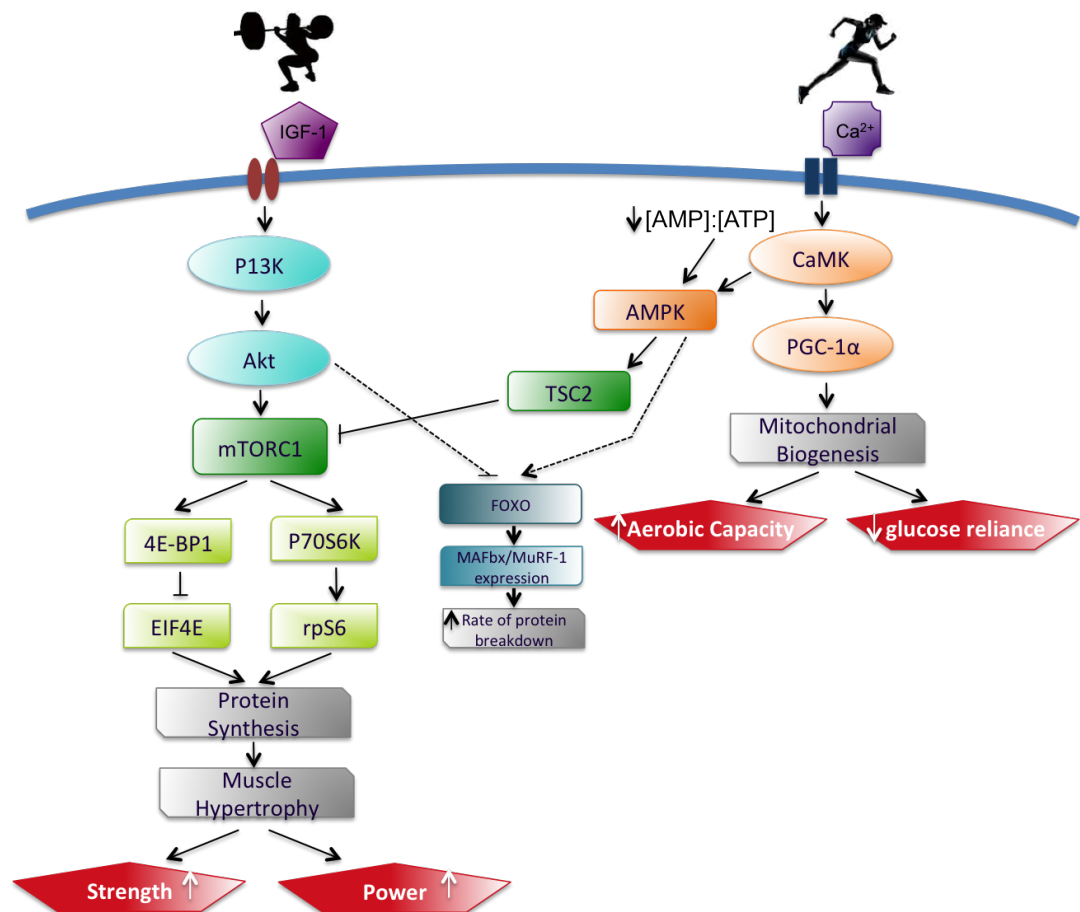 IGF-1
Ca²⁺
[AMP]:[ATP]
P13K
CaMK
AMPK
Akt
PGC-1α
TSC2
mTORC1
Mitochondrial
Biogenesis
FOXO
4E-BP1
P70S6K
Aerobic Capacity
glucose reliance
MAFbx/MuRF-1
expression
EIF4E
rpS6
Rate of protein
breakdown
Protein
Synthesis
Muscle
Hypertrophy
Strength
Power